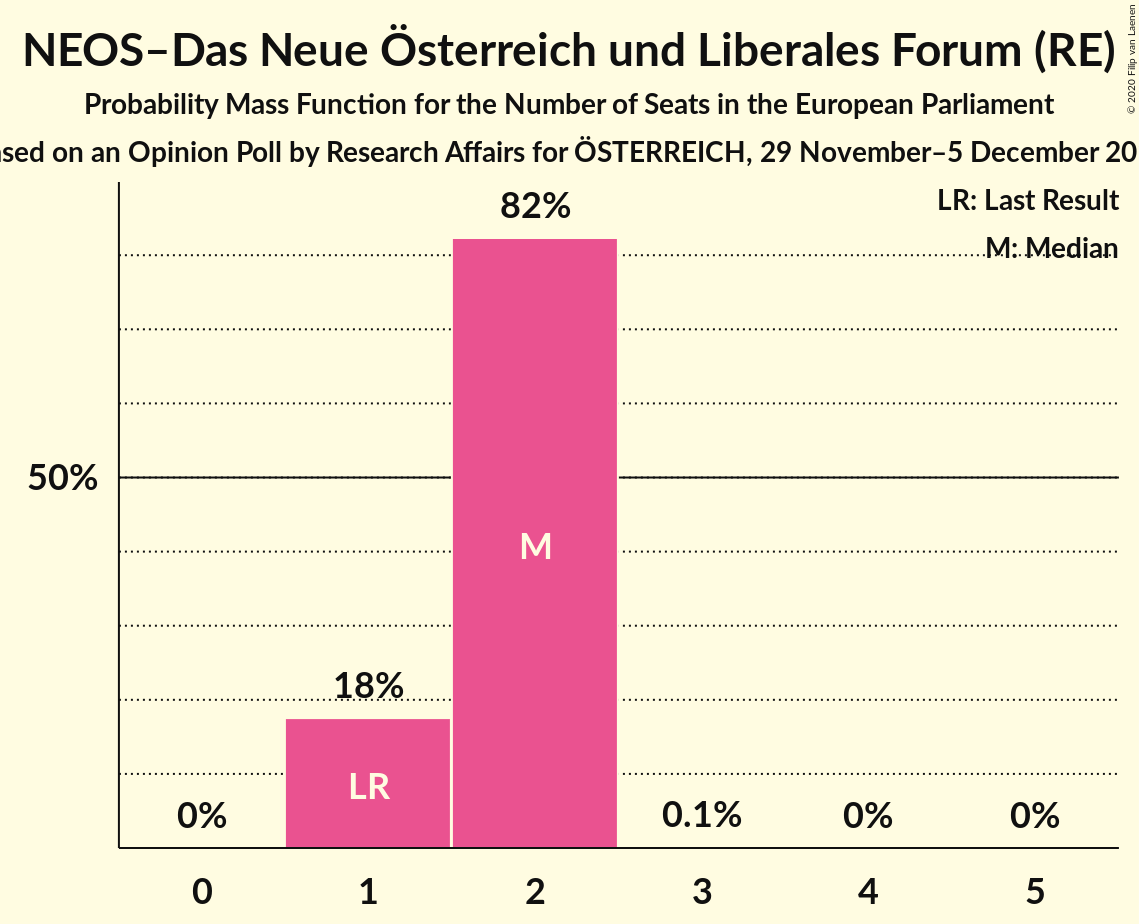 NEOS–Das Neue Österreich und Liberales Forum (RE)
© 2020 Filip van Laenen
Probability Mass Function for the Number of Seats in the European Parliament
on an Opinion Poll by Research Affairs for ÖSTERREICH, 29 November–5 December
LR: Last Result
M: Median
82%
50%
M
18%
LR
0%
0.1%
0%
0%
0 1 2 3 4 5